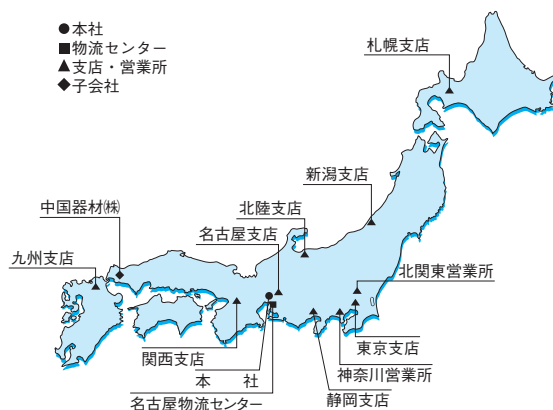 ●本社
■物流センター
▲支店・営業所
◆子会社
札幌支店
新潟支店
中国器材㈱
北陸支店
名古屋支店
九州支店
北関東営業所
関西支店
東京支店
本　社
神奈川営業所
名古屋物流センター
静岡支店